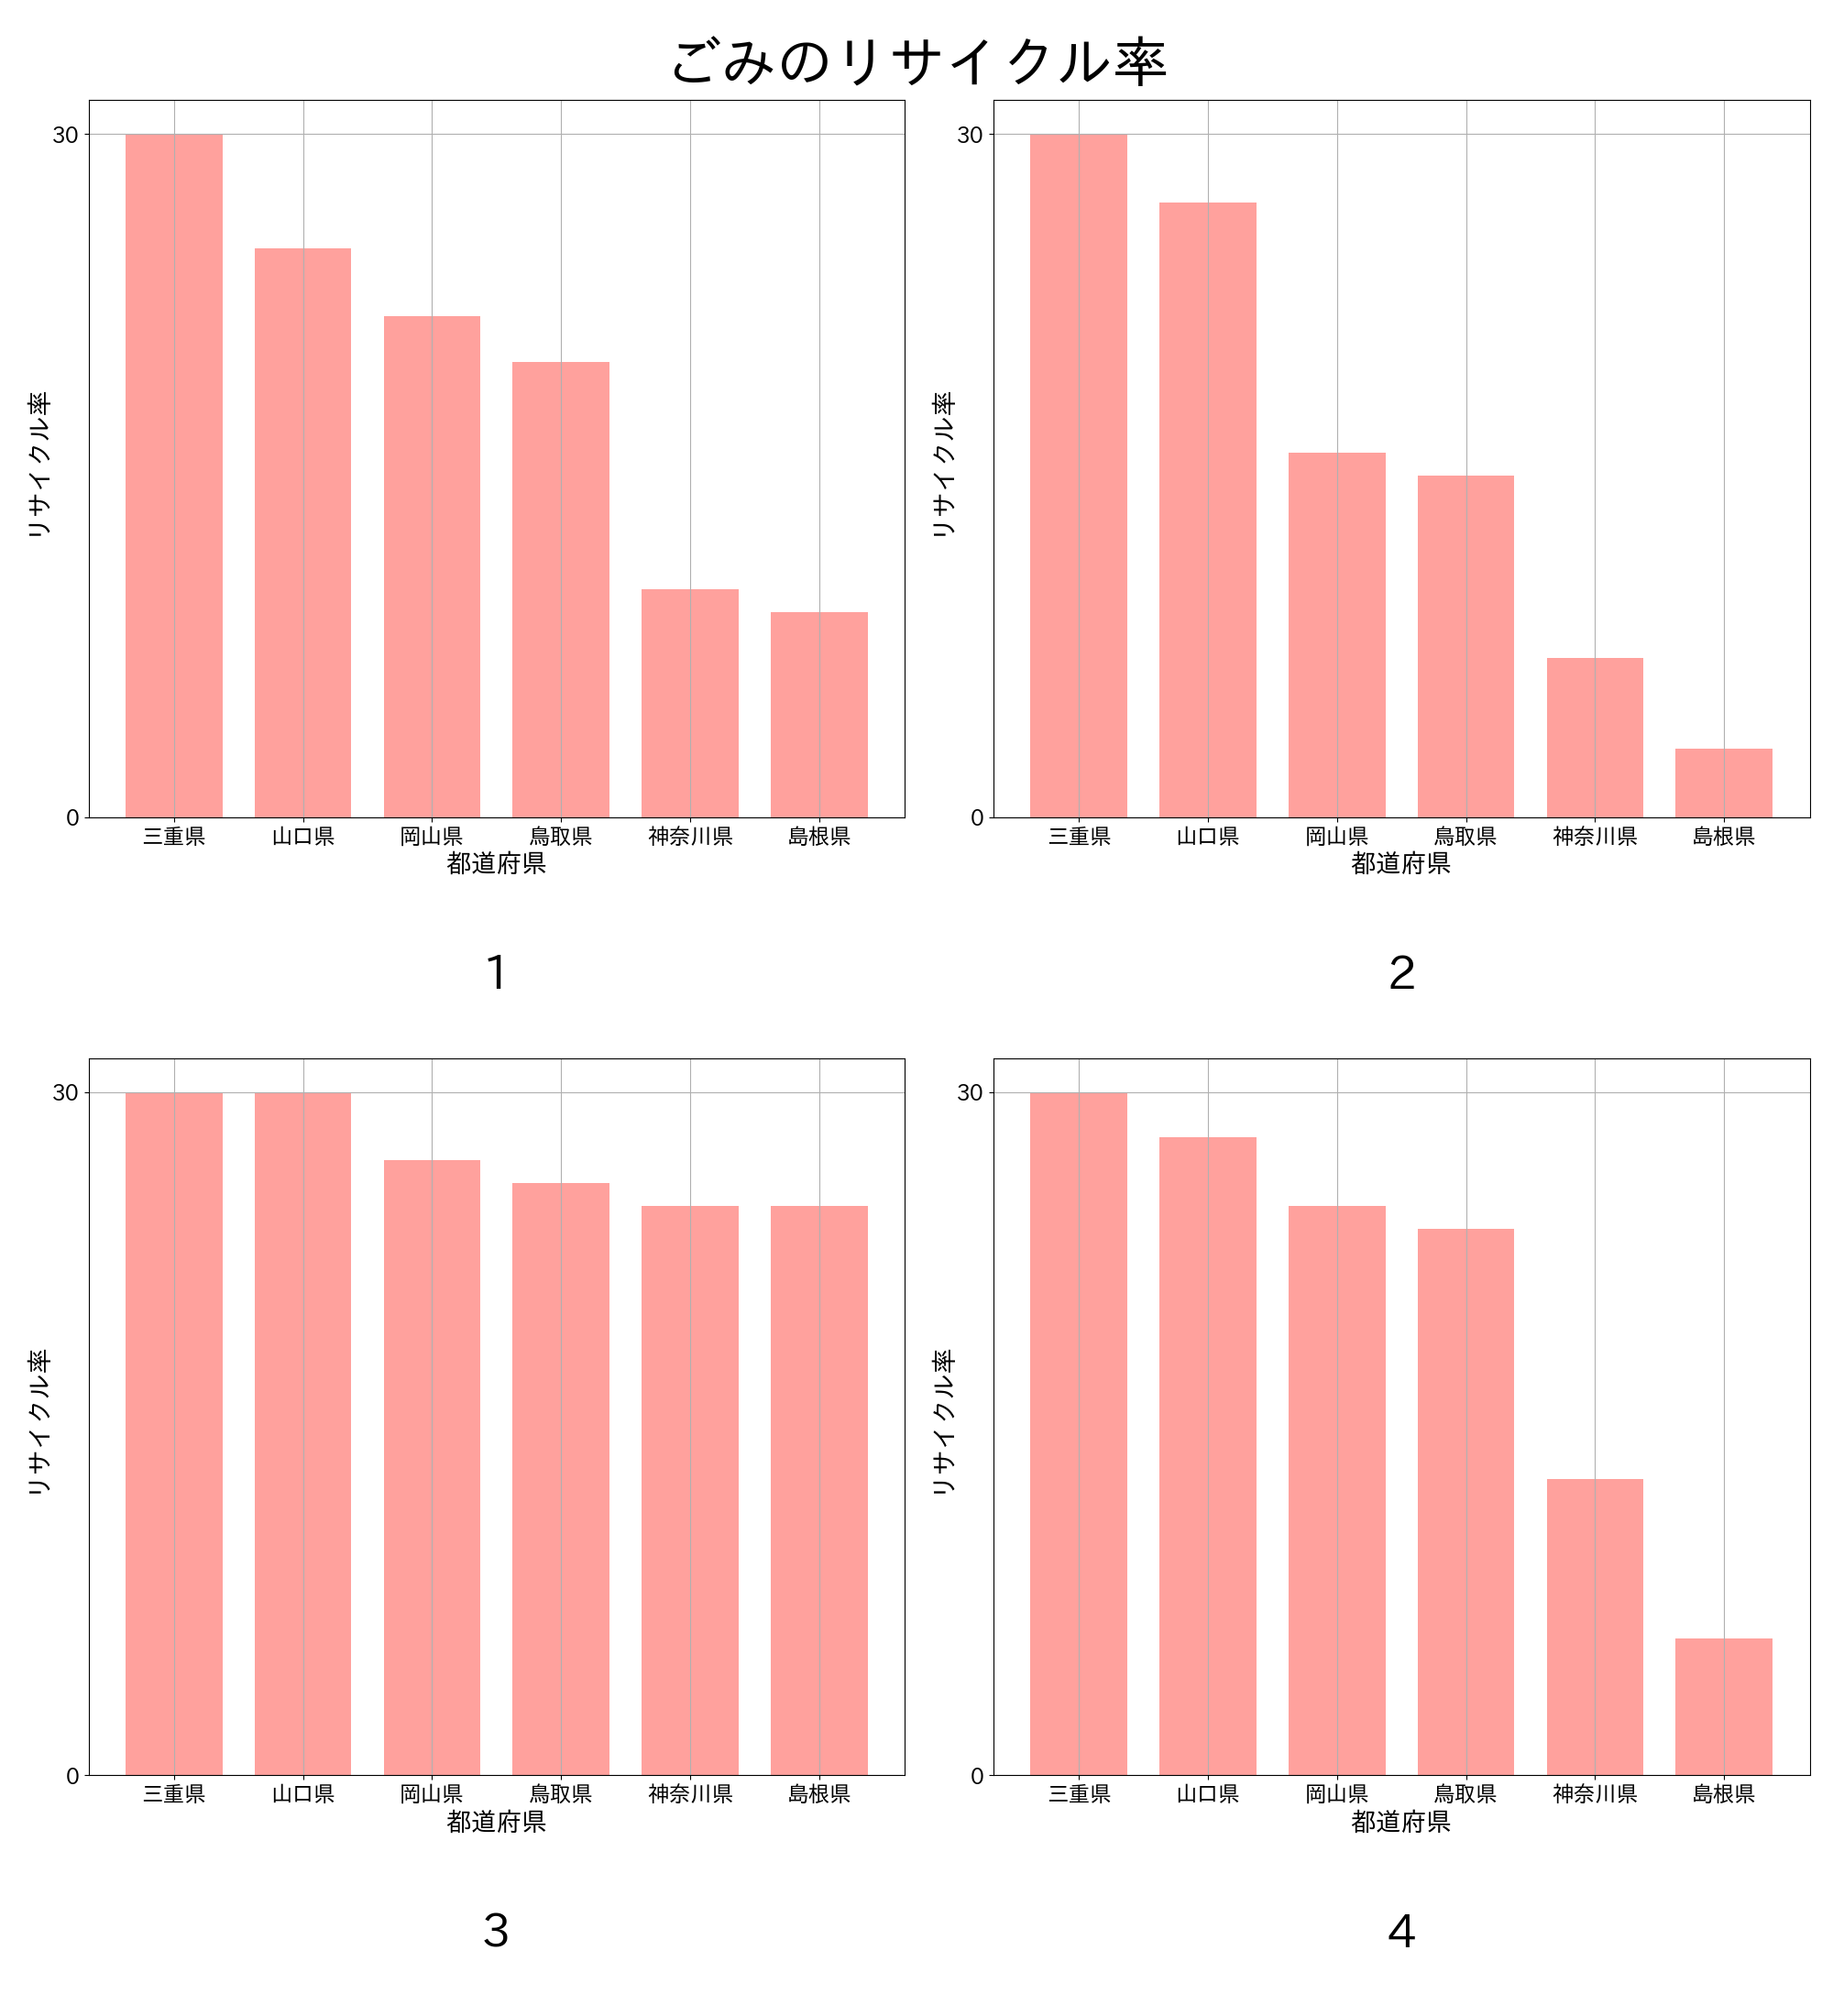 ごみのリサイクル率
30
0
リサイクル率
三重県 山口県 岡山県 鳥取県 神奈川県 島根県
都道府県
1
30
0
リサイクル率
三重県 山口県 岡山県 鳥取県 神奈川県 島根県
都道府県
2
30
0
リサイクル率
三重県 山口県 岡山県 鳥取県 神奈川県 島根県
都道府県
3
30
0
リサイクル率
三重県 山口県 岡山県 鳥取県 神奈川県 島根県
都道府県
4